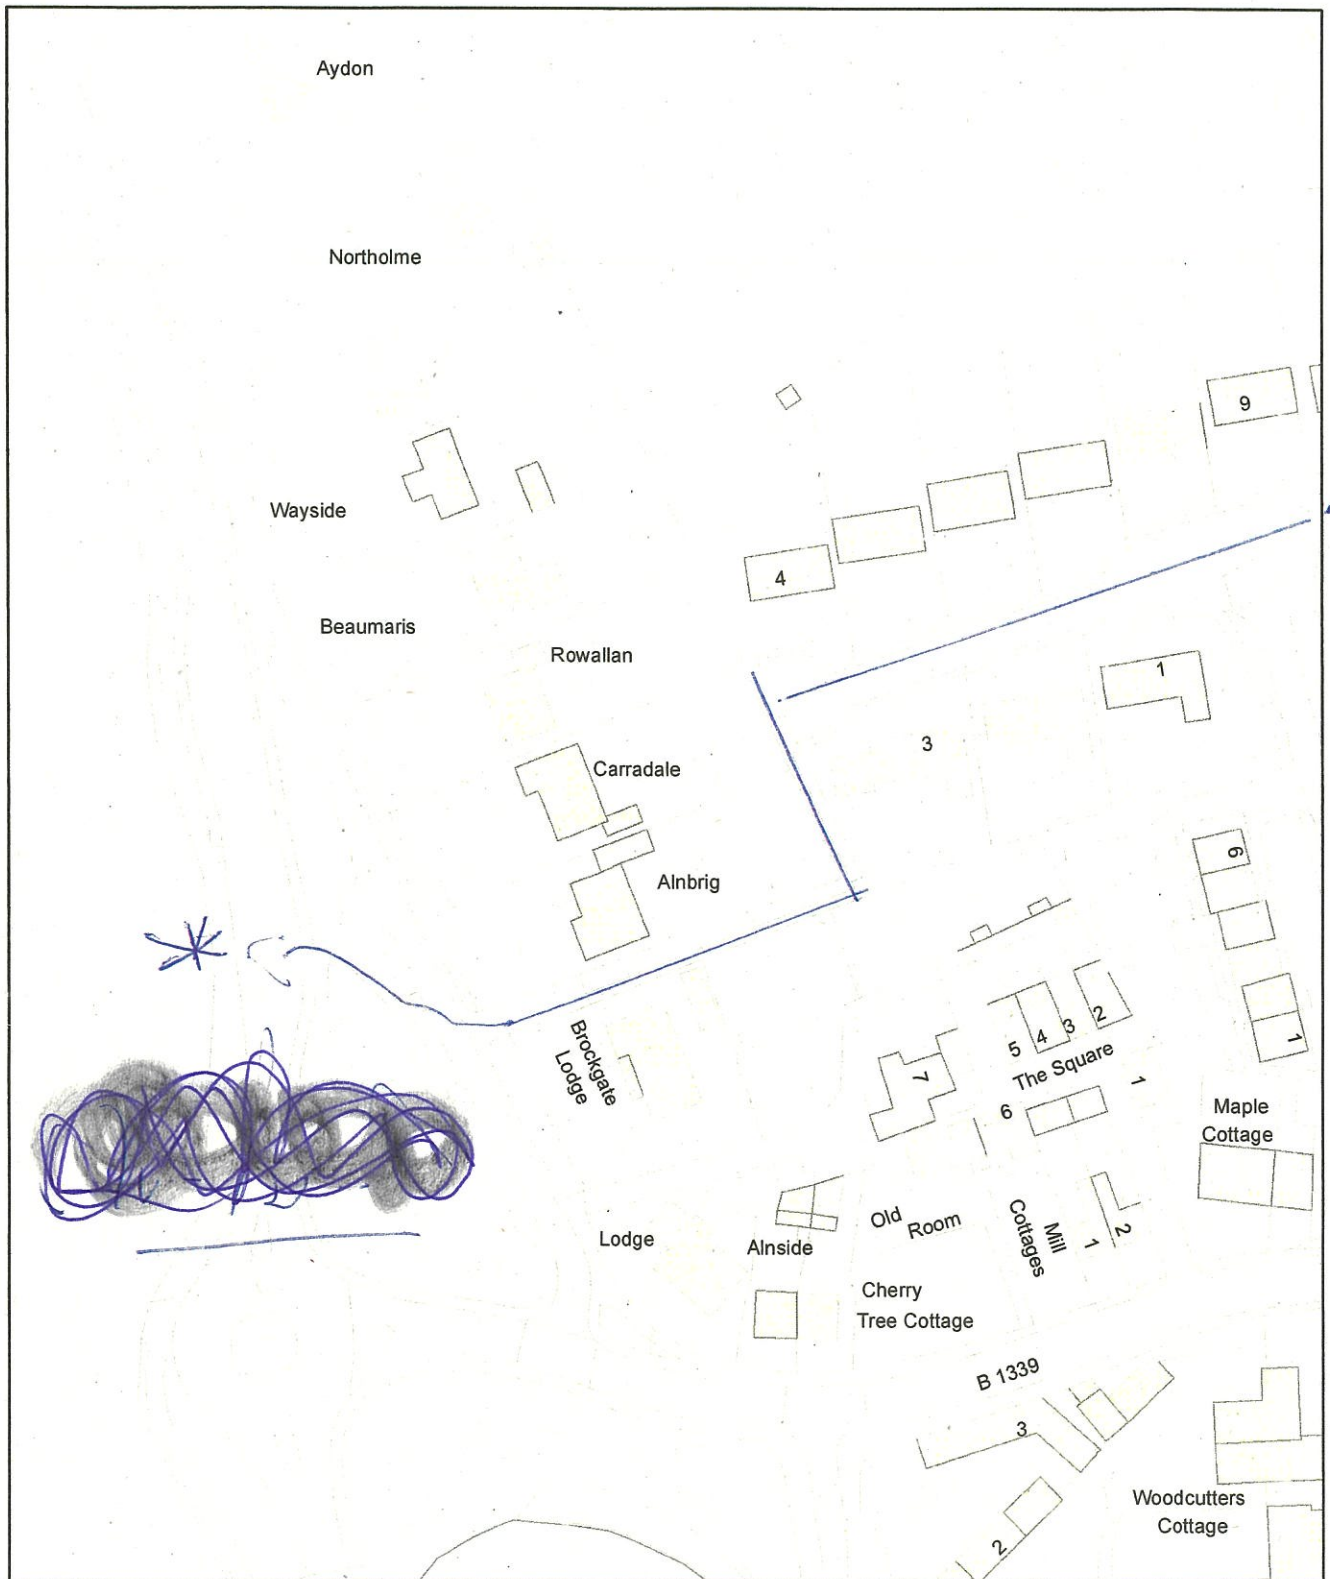 Aydon
Northolme
9
Wayside
4
Beaumaris
Rowallan
1
3
Carradale
6
Alnbrig
Brockgate
Lodge
5
4
3
2
The Square
7
6
1
1
Maple
Cottage
Lodge
Alnside
Old
Room
Mill
Cottages
1
2
Cherry
Tree Cottage
B 1339
3
2
Woodcutters
Cottage